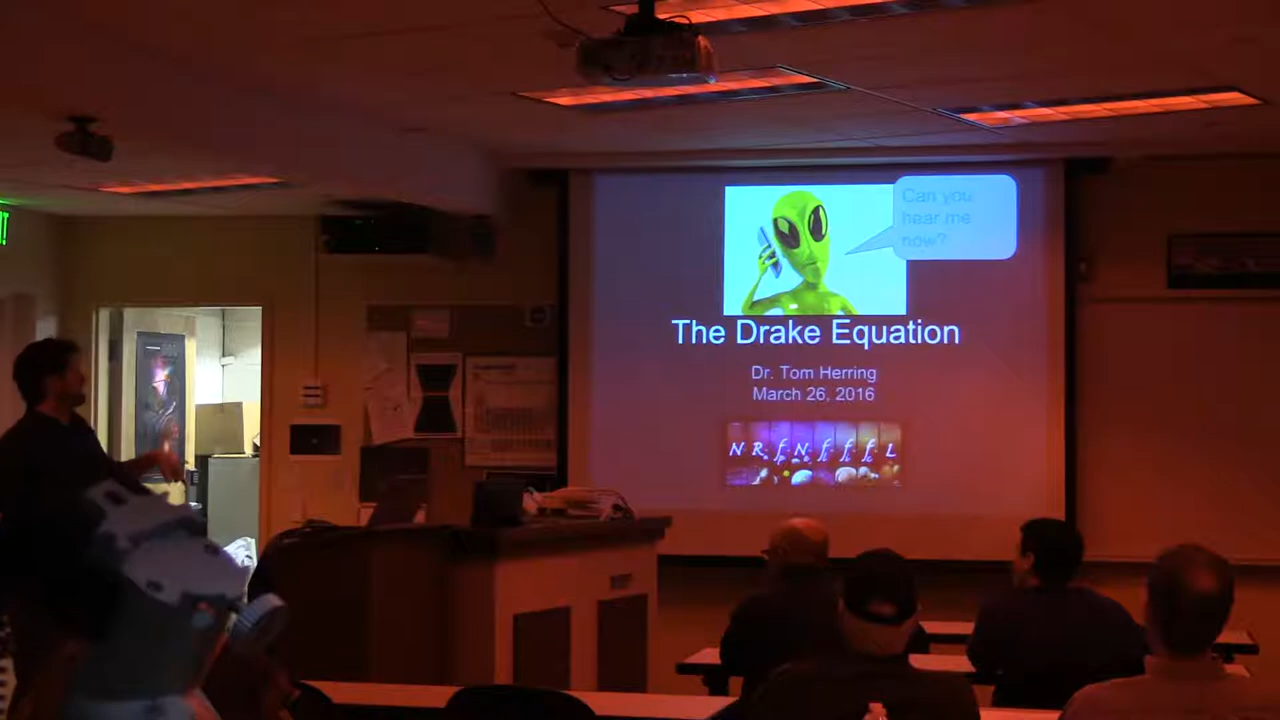 Can you
hear me
now?
The Drake Equation
Dr. Tom Herring
March 26, 2016
N R f N f f f L